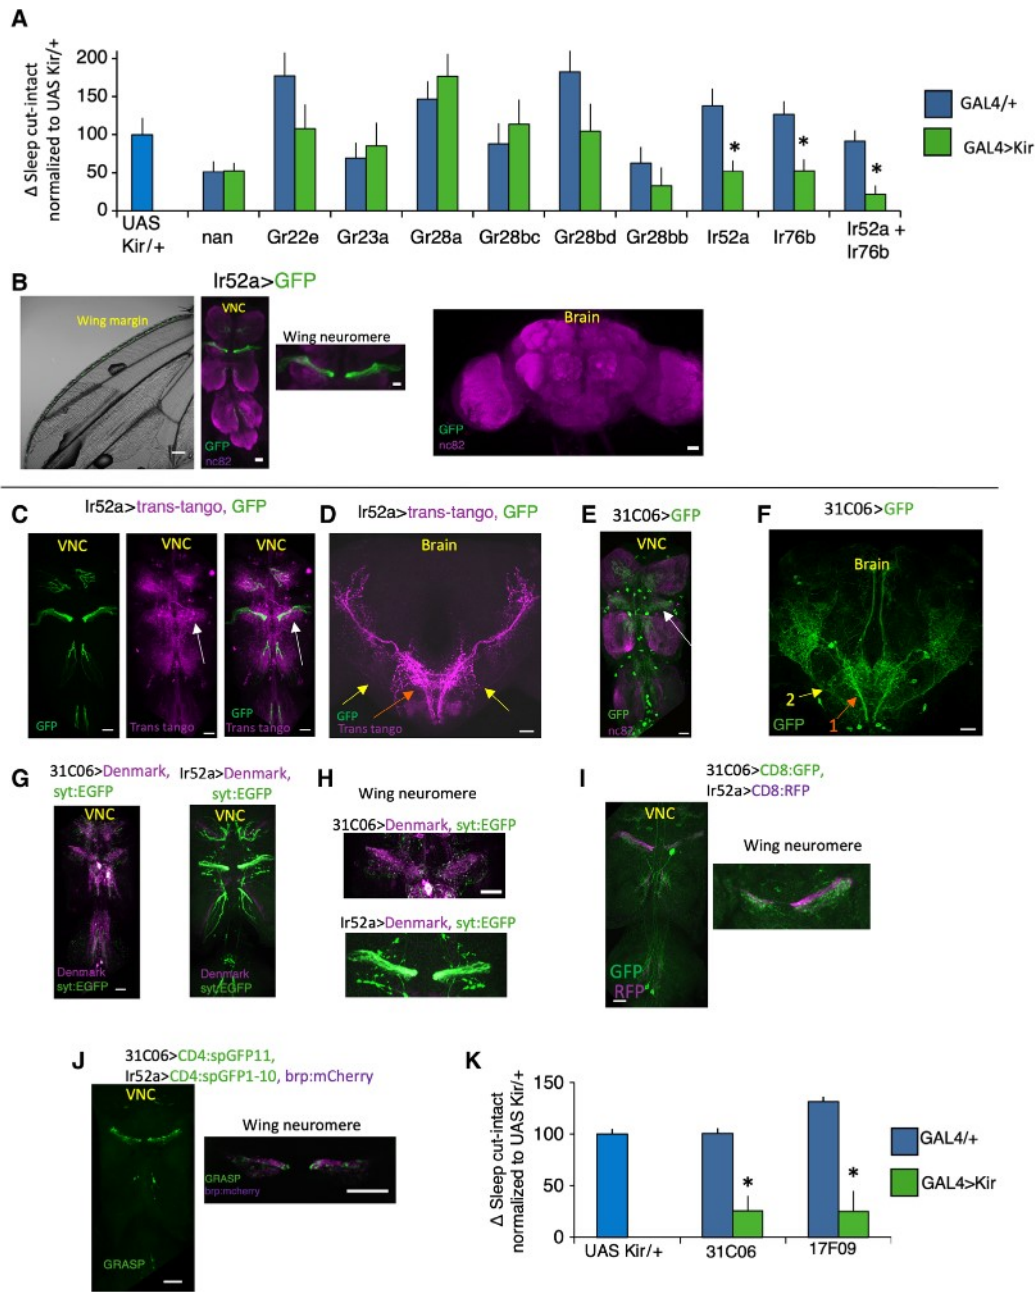 A
Δ Sleep cut-intact
normalized to UAS Kir/+
200
150
100
50
0
UAS
Kir/+
nan
Gr22e
Gr23a
Gr28a
Gr28bc
Gr28bd
Gr28bb
Ir52a
Ir76b
Ir52a +
Ir76b
*
*
*
GAL4/+
GAL4>Kir
B
Ir52a>GFP
Wing margin
VNC
GFP
nc82
Wing neuromere
Brain
GFP
nc82
C
Ir52a>trans-tango, GFP
VNC
GFP
VNC
Trans tango
VNC
GFP
Trans tango
D
Ir52a>trans-tango, GFP
Brain
GFP
Trans tango
E
31C06>GFP
VNC
GFP
nc82
F
31C06>GFP
Brain
2
1
GFP
G
31C06>Denmark,
syt:EGFP
VNC
Denmark
syt:EGFP
Ir52a>Denmark,
syt:EGFP
VNC
Denmark
syt:EGFP
H
Wing neuromere
31C06>Denmark, syt:EGFP
Ir52a>Denmark, syt:EGFP
I
31C06>CD8:GFP,
Ir52a>CD8:RFP
VNC
GFP
RFP
Wing neuromere
J
31C06>CD4:spGFP11,
Ir52a>CD4:spGFP1-10, brp:mCherry
VNC
GRASP
Wing neuromere
GRASP
brp:mcherry
K
Δ Sleep cut-intact
normalized to UAS Kir/+
150
100
50
0
UAS Kir/+
31C06
17F09
*
*
GAL4/+
GAL4>Kir